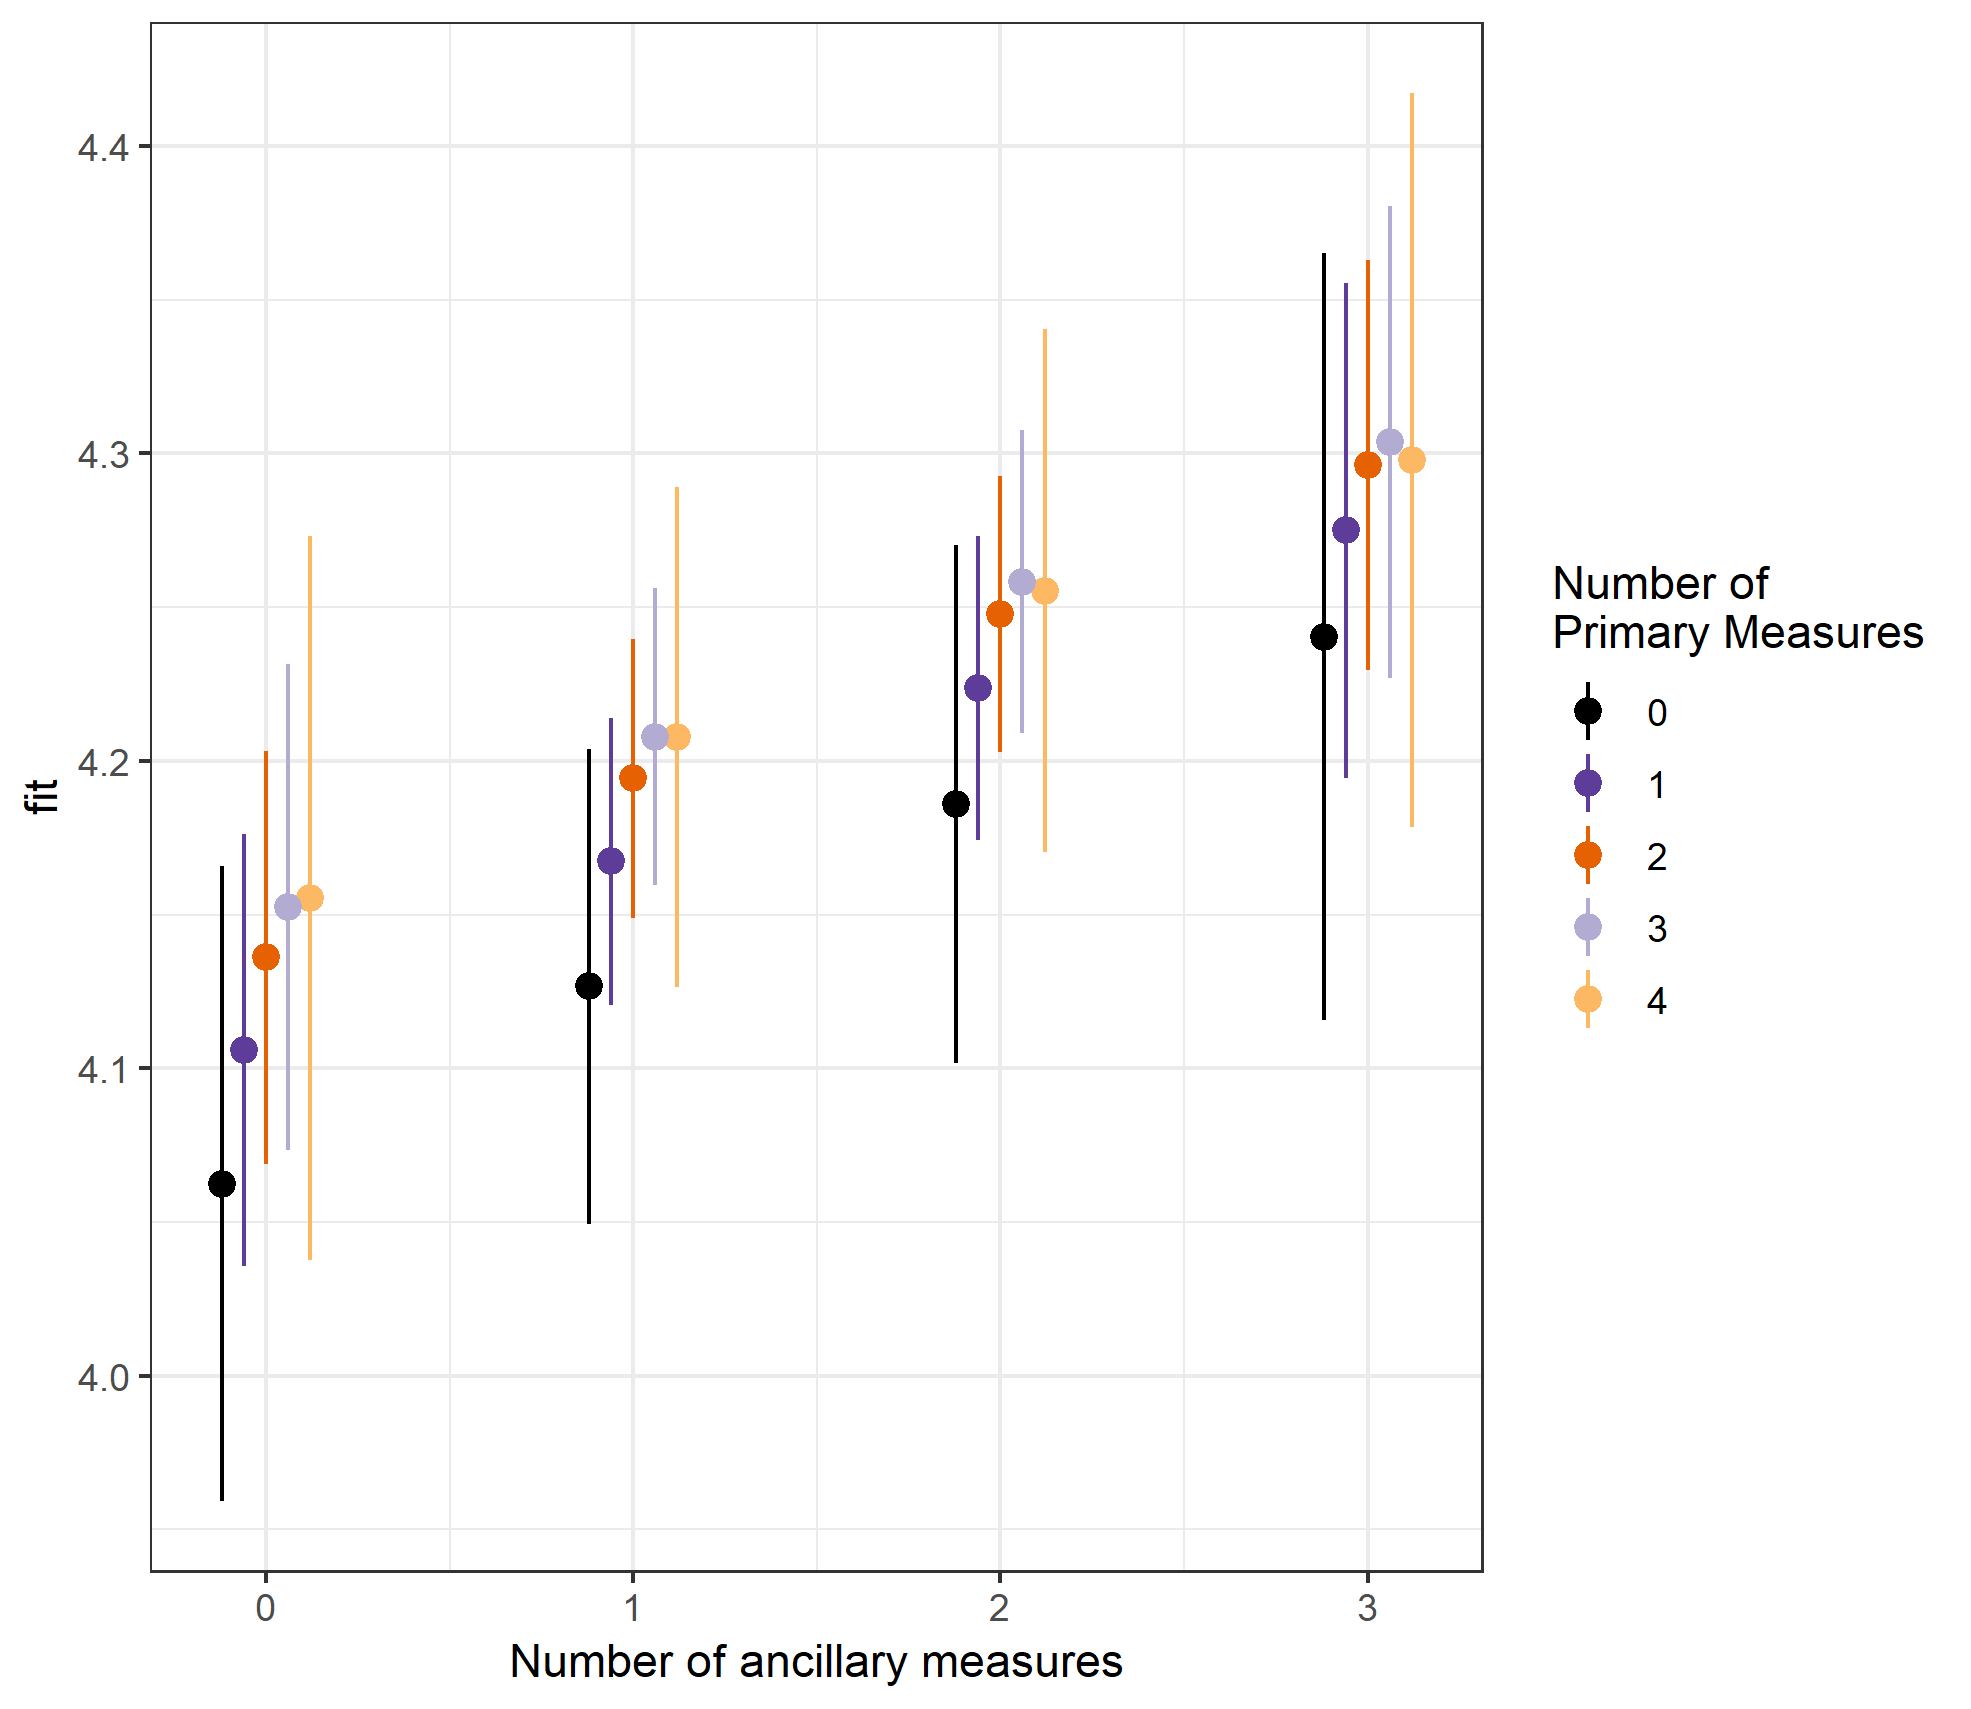 4.4
4.3
4.2
4.1
4.0
fit
0 1 2 3
Number of ancillary measures
Number of
Primary Measures
0
1
2
3
4